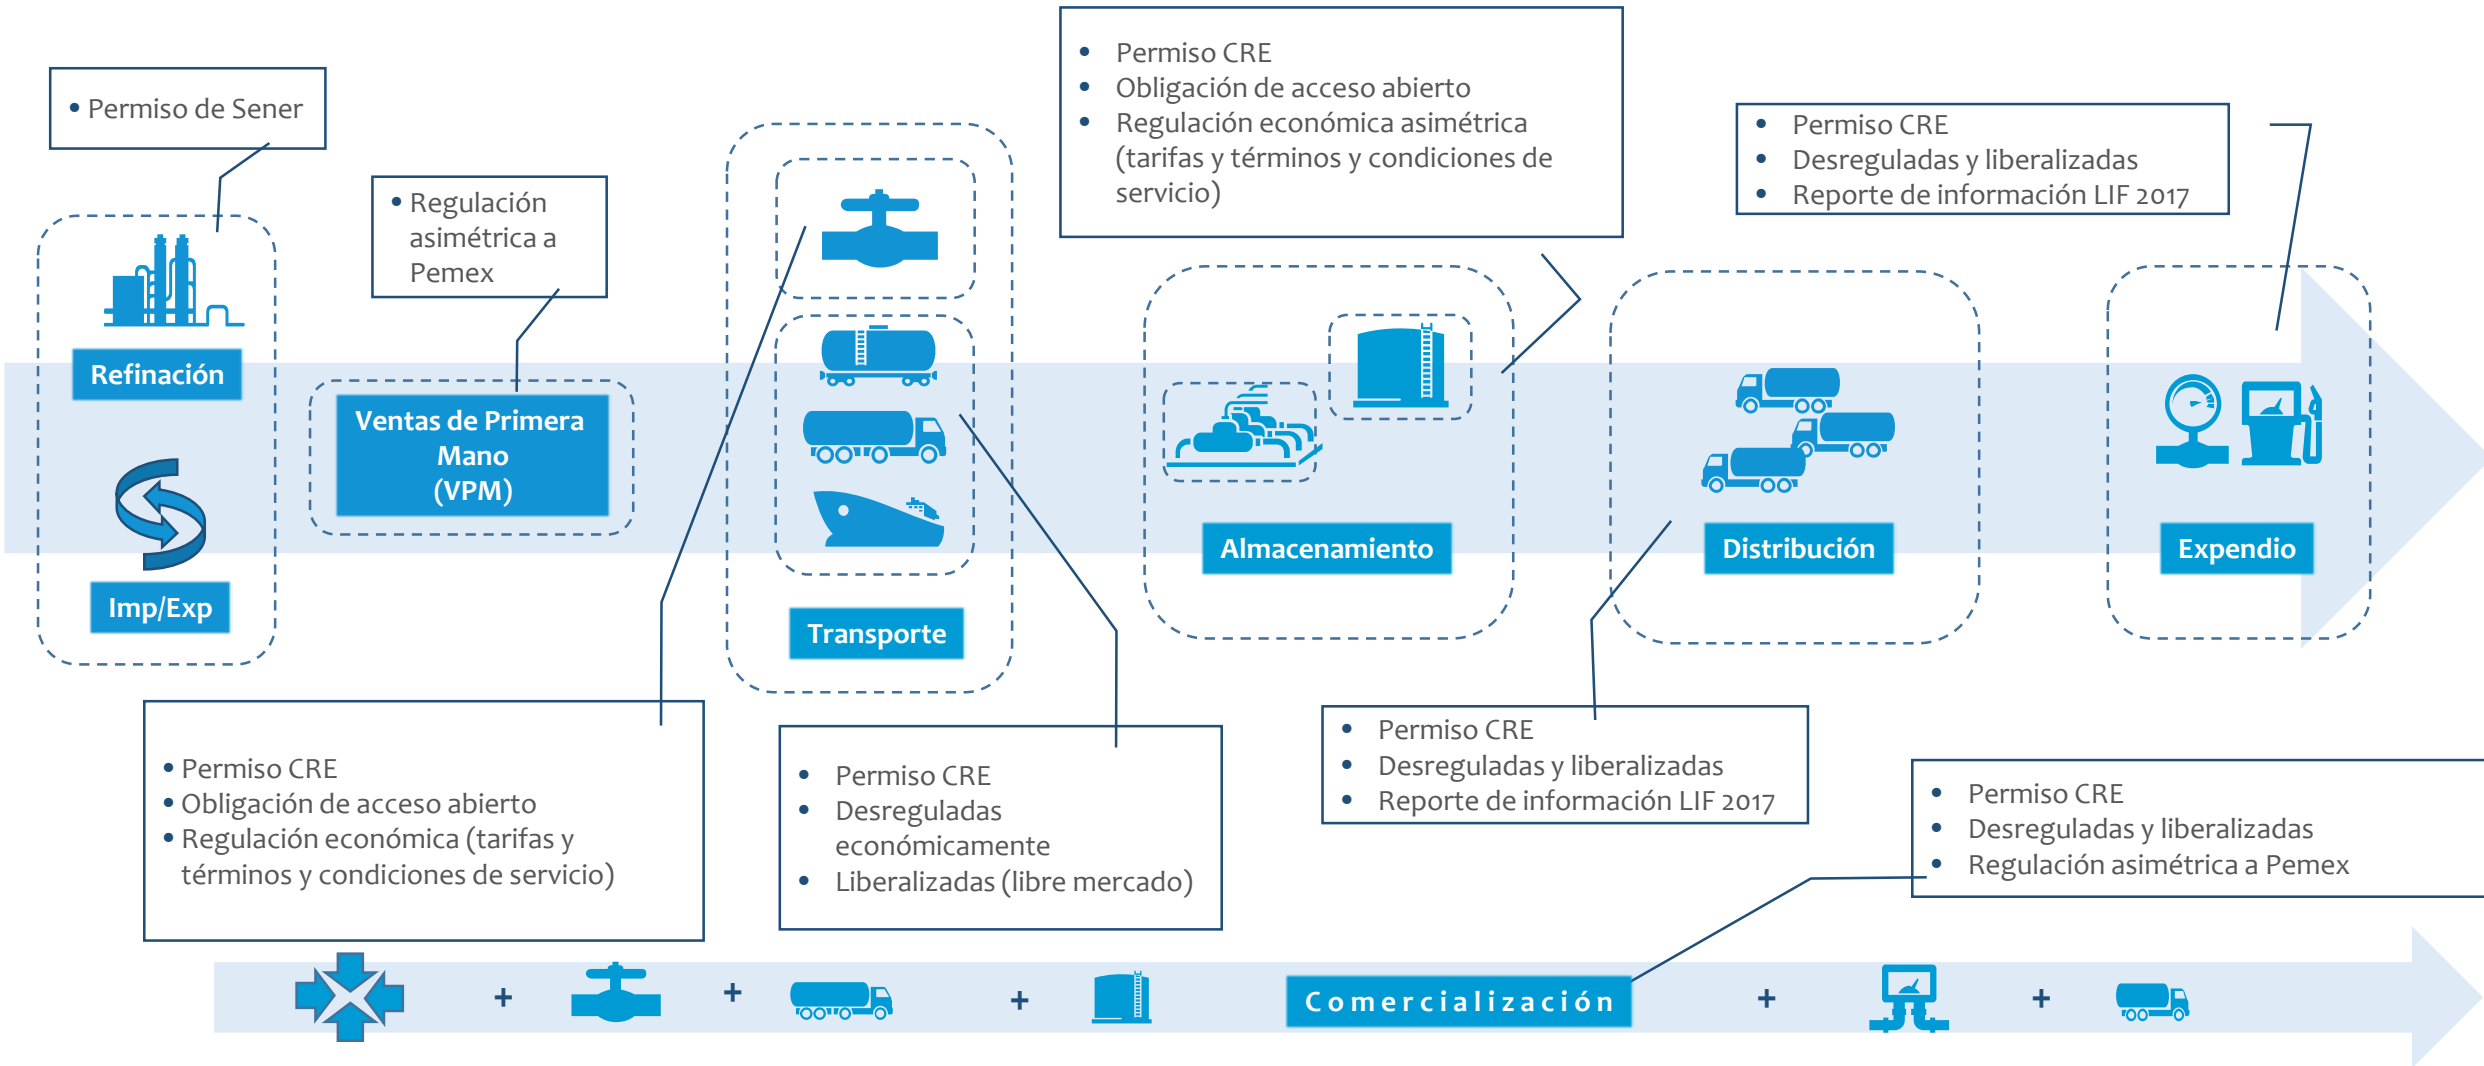 • Permiso de Sener
• Regulación
asimétrica a
Pemex
• Permiso CRE
• Obligación de acceso abierto
• Regulación económica asimétrica
(tarifas y términos y condiciones de
servicio)
• Permiso CRE
• Desreguladas y liberalizadas
• Reporte de información LIF 2017
Refinación
Imp/Exp
Ventas de Primera
Mano
(VPM)
Transporte
Almacenamiento
Distribución
Expendio
• Permiso CRE
• Obligación de acceso abierto
• Regulación económica (tarifas y
términos y condiciones de servicio)
• Permiso CRE
• Desreguladas
económicamente
• Liberalizadas (libre mercado)
• Permiso CRE
• Desreguladas y liberalizadas
• Reporte de información LIF 2017
• Permiso CRE
• Desreguladas y liberalizadas
• Regulación asimétrica a Pemex
+ + + Comercialización + +